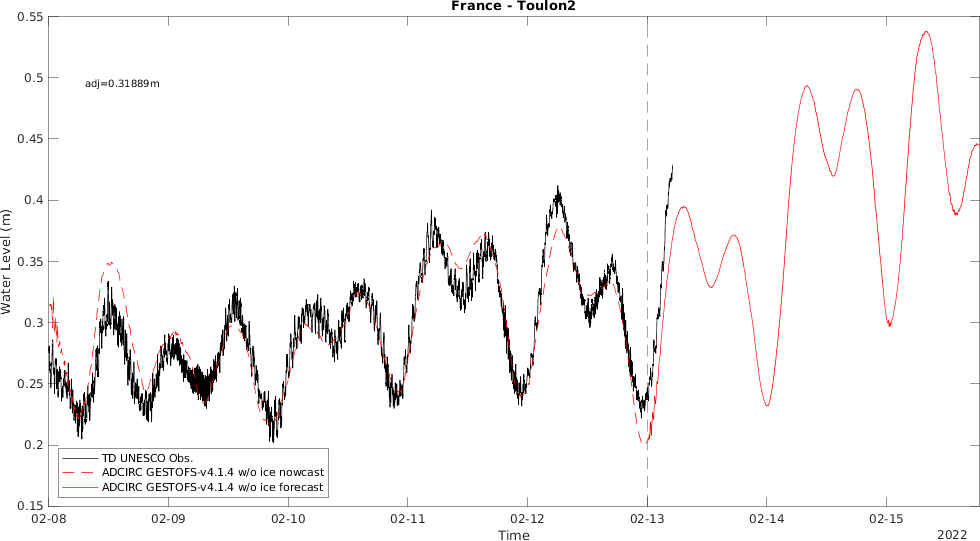 France - Toulon2
adj=0.31889m
Water Level (m)
0.55
0.5
0.45
0.4
0.35
0.3
0.25
0.2
0.15
TD UNESCO Obs.
ADCIRC GESTOFS-v4.1.4 w/o ice nowcast
ADCIRC GESTOFS-v4.1.4 w/o ice forecast
02-08 02-09 02-10 02-11 02-12 02-13 02-14 02-15
Time
2022